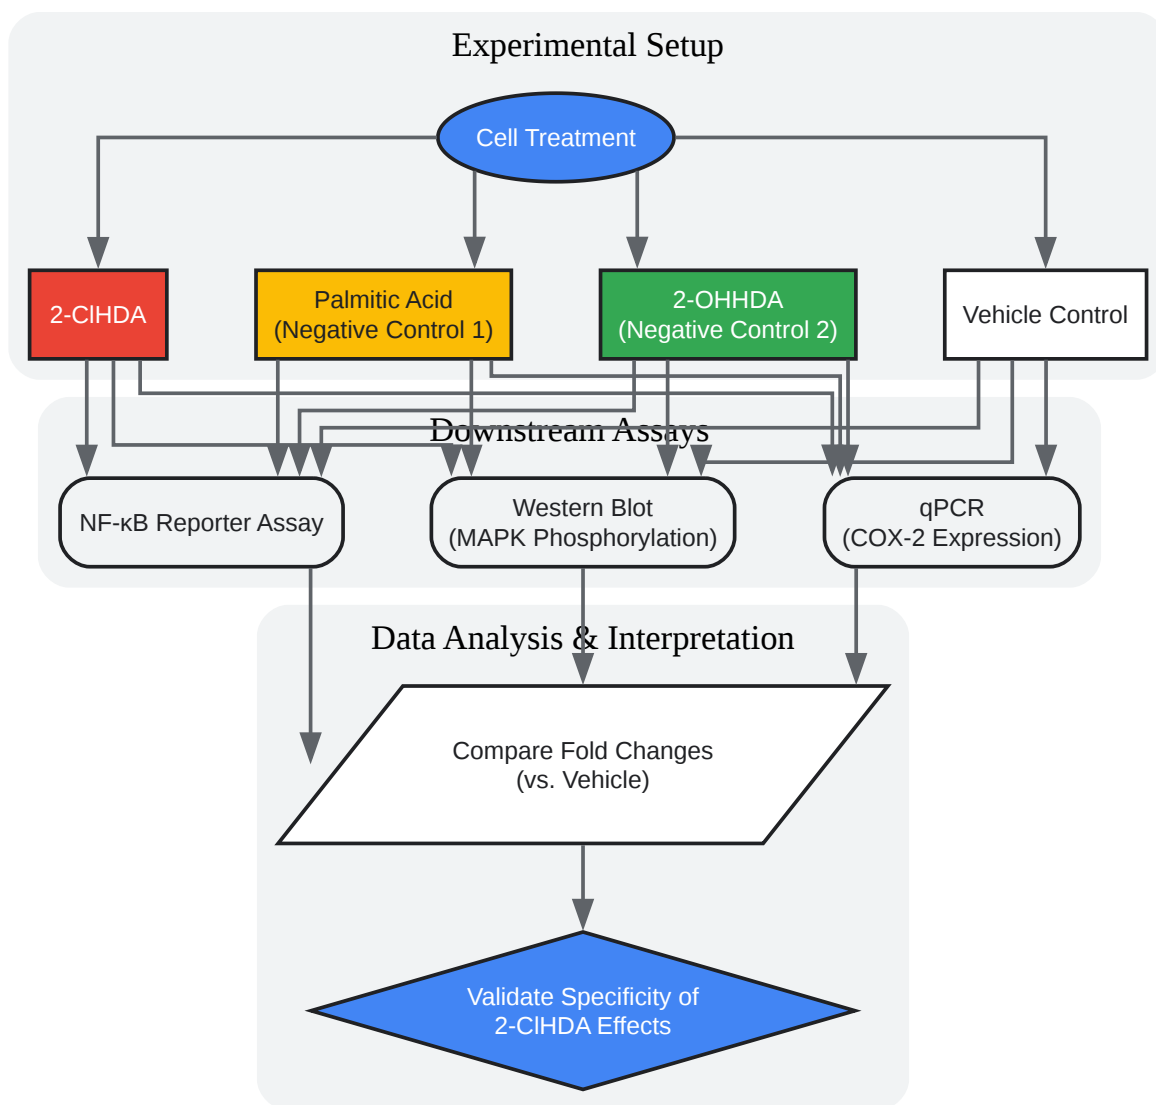 Experimental Setup
Cell Treatment
2-ClHDA
Palmitic Acid
(Negative Control 1)
2-OHHDA
(Negative Control 2)
Vehicle Control
Downstream Assays
NF-κB Reporter Assay
Western Blot
(MAPK Phosphorylation)
qPCR
(COX-2 Expression)
Data Analysis & Interpretation
Compare Fold Changes
(vs. Vehicle)
Validate Specificity of
2-ClHDA Effects